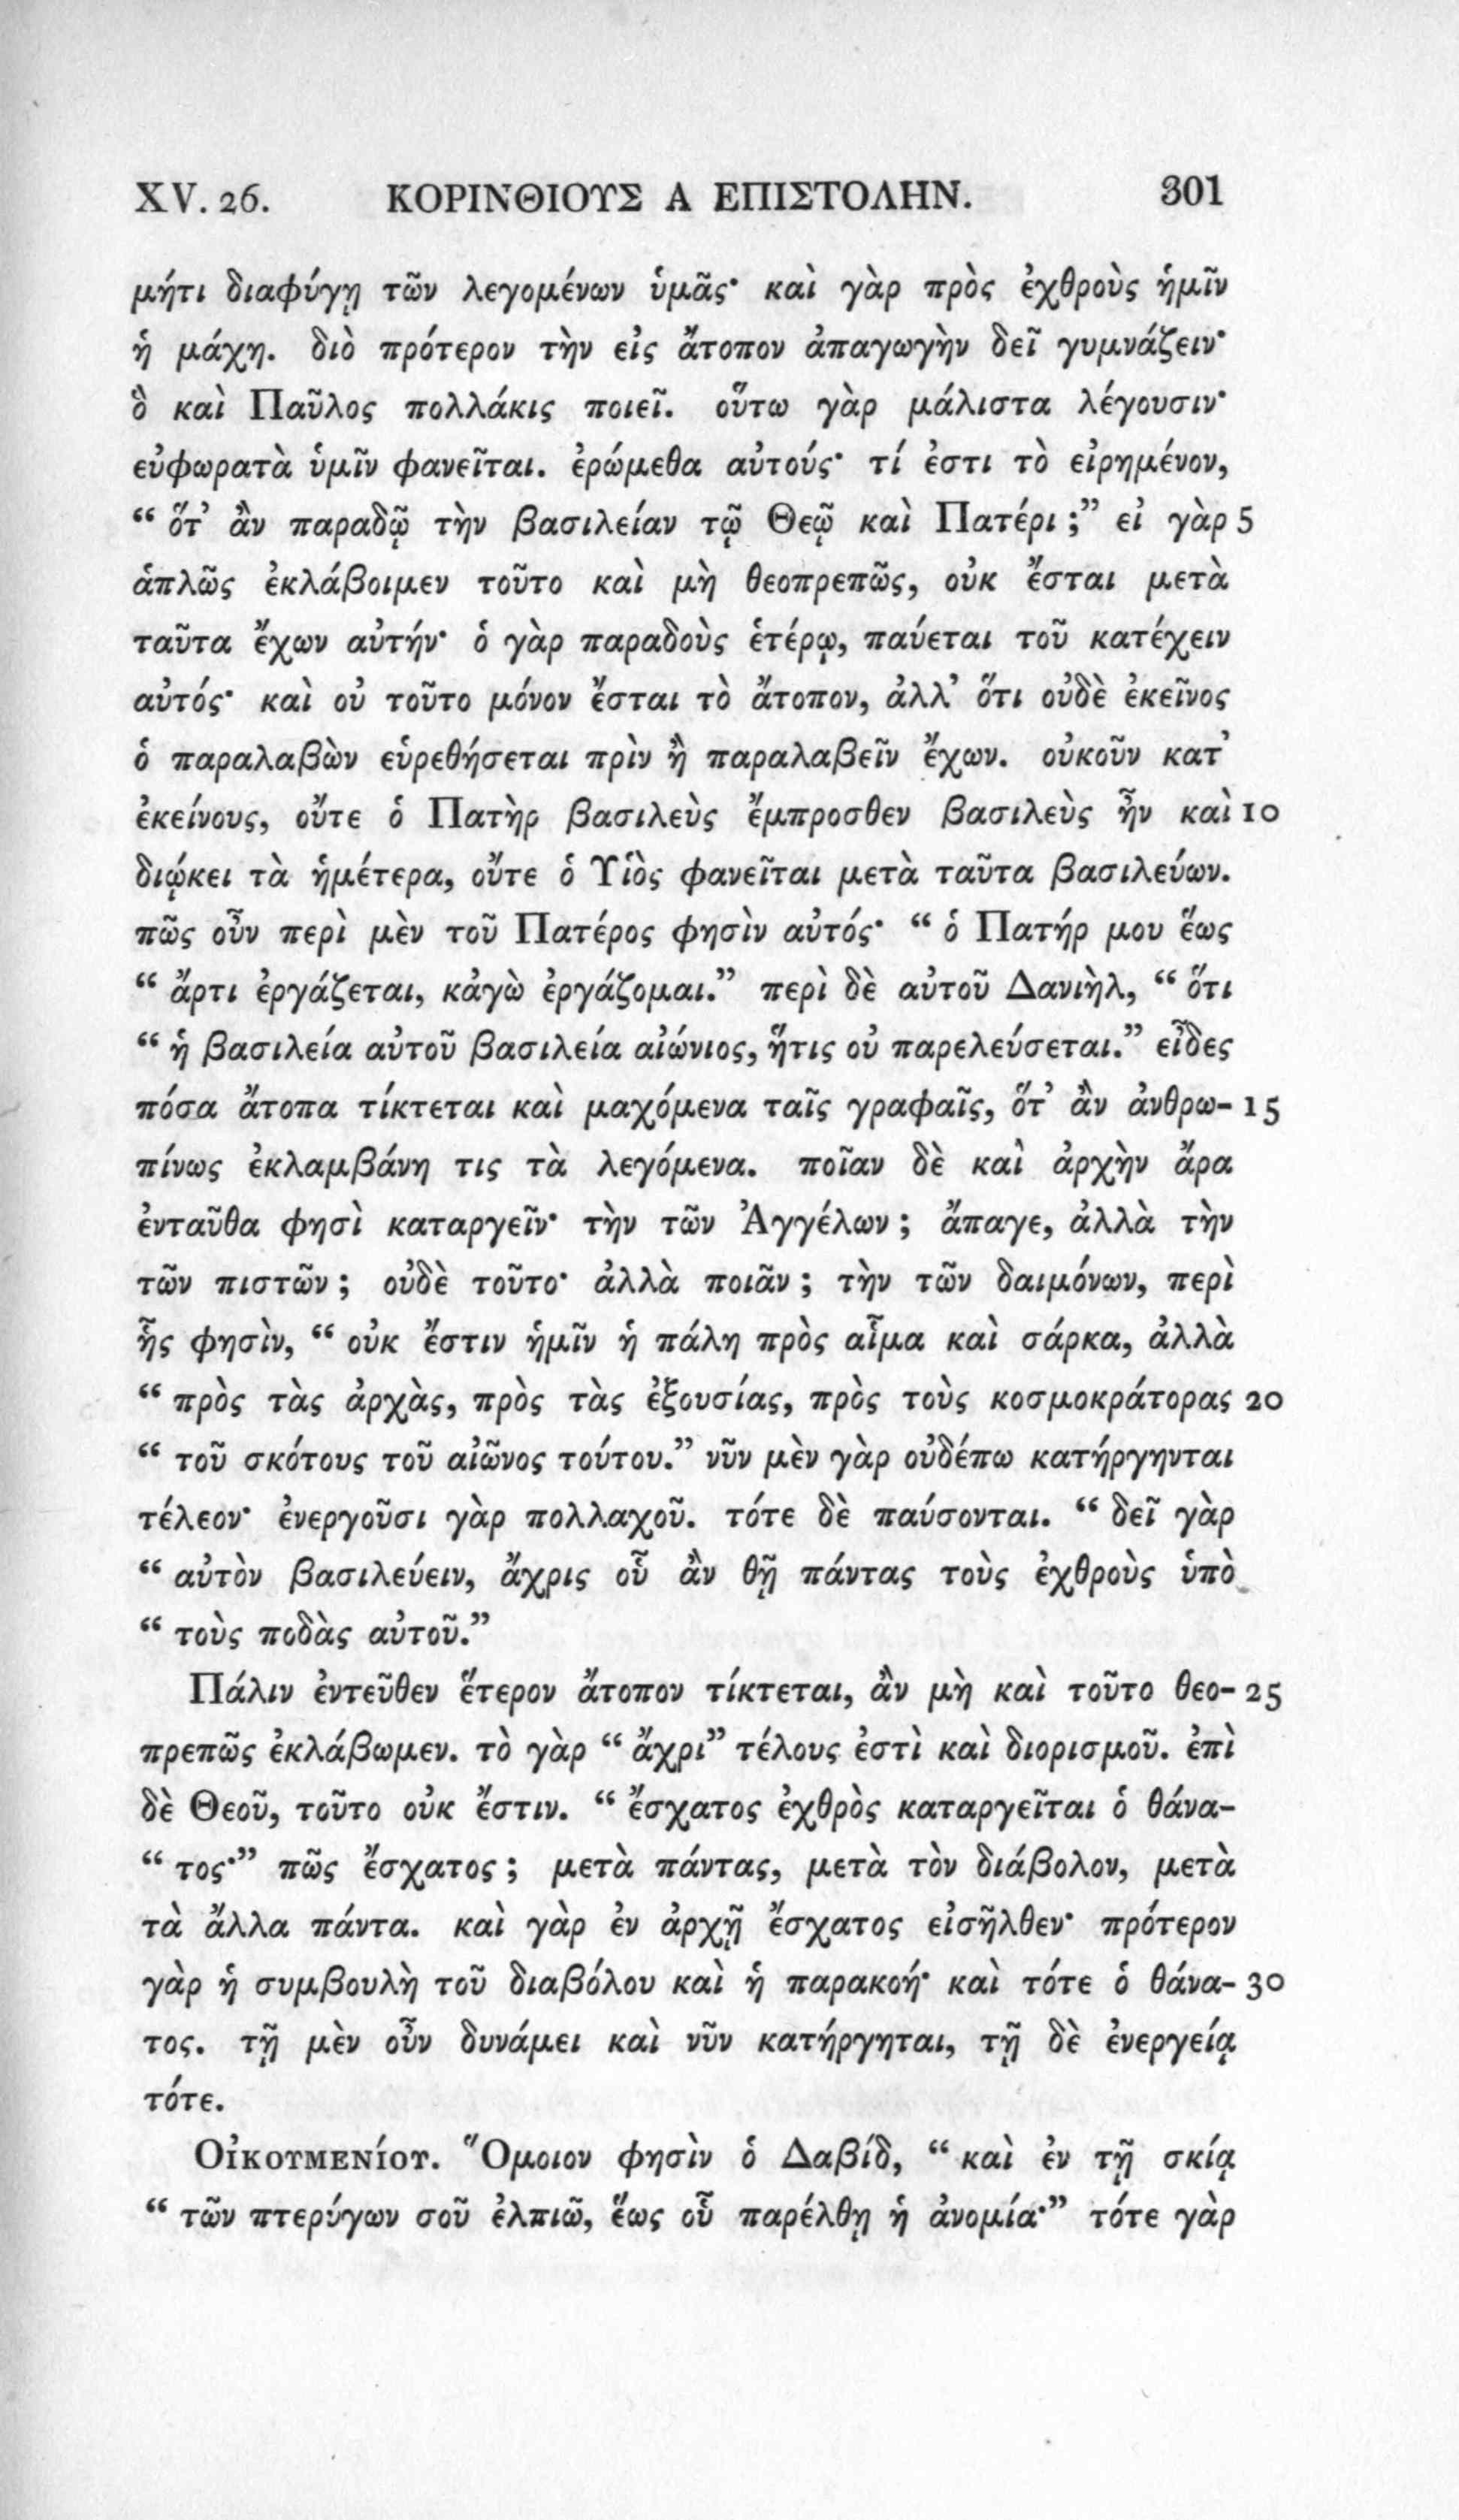 XV. 26. ΚΟΡΙΝΘΙΟΥΣ Α ΕΠΙΣΤΟΛΗΝ. 301
μήτι διαφύγῃ τῶν λεγομένων ὑμᾶς· καὶ γὰρ πρὸς ἐχθροὺς ἡμῖν
ἡ μάχη. διὸ πρότερον τὴν εἰς ἄτοπον ἀπαγωγὴν δεῖ γυμνάζειν·
ὃ καὶ Παῦλος πολλάκις ποιεῖ. οὕτω γὰρ μάλιστα λέγουσιν·
εὐφωρατὰ ὑμῖν φανεῖται. ἐρώμεθα αὐτούς· τί ἐστι τὸ εἰρημένον,
“ ὅτ’ ἂν παραδῷ τὴν βασιλείαν τῷ Θεῷ καὶ Πατέρι ;” εἰ γὰρ 5
ἁπλῶς ἐκλάβοιμεν τοῦτο καὶ μὴ θεοπρεπῶς, οὐκ ἔσται μετὰ
ταῦτα ἔχων αὐτήν· ὁ γὰρ παραδοὺς ἑτέρῳ, παύεται τοῦ κατέχειν
αὐτός· καὶ οὐ τοῦτο μόνον ἔσται τὸ ἄτοπον, ἀλλ’ ὅτι οὐδὲ ἐκεῖνος
ὁ παραλαβὼν εὑρεθήσεται πρὶν ἢ παραλαβεῖν ἔχων. οὐκοῦν κατ’
ἐκείνους, οὔτε ὁ Πατὴρ βασιλεὺς ἔμπροσθεν βασιλεὺς ἦν καὶ 10
διῴκει τὰ ἡμέτερα, οὔτε ὁ Υἱὸς φανεῖται μετὰ ταῦτα βασιλεύων.
πῶς οὖν περὶ μὲν τοῦ Πατέρος φησὶν αὐτός· “ ὁ Πατήρ μου ἕως
“ ἄρτι ἐργάζεται, κἀγὼ ἐργάζομαι.” περὶ δὲ αὐτοῦ Δανιὴλ, “ ὅτι
“ ἡ βασιλεία αὐτοῦ βασιλεία αἰώνιος, ἥτις οὐ παρελεύσεται.” εἶδες
πόσα ἄτοπα τίκτεται καὶ μαχόμενα ταῖς γραφαῖς, ὅτ’ ἂν ἀνθρω- 15
πίνως ἐκλαμβάνη τις τὰ λεγόμενα. ποῖαν δὲ καὶ ἀρχὴν ἄρα
ἐνταῦθα φησὶ καταργεῖν· τὴν τῶν Ἀγγέλων ; ἄπαγε, ἀλλὰ τὴν
τῶν πιστῶν ; οὐδὲ τοῦτο· ἀλλὰ ποιᾶν ; τὴν τῶν δαιμόνων, περὶ
ἧς φησὶν, “ οὐκ ἔστιν ἡμῖν ἡ πάλη πρὸς αἷμα καὶ σάρκα, ἀλλὰ
“ πρὸς τὰς ἀρχὰς, πρὸς τὰς ἐξουσίας, πρὸς τοὺς κοσμοκράτορας 20
“ τοῦ σκότους τοῦ αἰῶνος τούτου.” νῦν μὲν γὰρ οὐδέπω κατήργηνται
τέλεον· ἐνεργοῦσι γὰρ πολλαχοῦ. τότε δὲ παύσονται. “ δεῖ γὰρ
“ αὐτὸν βασιλεύειν, ἄχρις οὗ ἂν θῇ πάντας τοὺς ἐχθροὺς ὑπὸ
“ τοὺς ποδὰς αὐτοῦ.”
Πάλιν ἐντεῦθεν ἕτερον ἄτοπον τίκτεται, ἂν μὴ καὶ τοῦτο θεο- 25
πρεπῶς ἐκλάβωμεν. τὸ γὰρ “ ἄχρι” τέλους ἐστὶ καὶ διορισμοῦ. ἐπὶ
δὲ Θεοῦ, τοῦτο οὐκ ἔστιν. “ ἔσχατος ἐχθρὸς καταργεῖται ὁ θάνα-
“ τος·” πῶς ἔσχατος ; μετὰ πάντας, μετὰ τὸν διάβολον, μετὰ
τὰ ἄλλα πάντα. καὶ γὰρ ἐν ἀρχῇ ἔσχατος εἰσῆλθεν· πρότερον
γὰρ ἡ συμβουλὴ τοῦ διαβόλου καὶ ἡ παρακοή· καὶ τότε ὁ θάνα- 30
τος. τῇ μὲν οὖν δυνάμει καὶ νῦν κατήργηται, τῇ δὲ ἐνεργείᾳ
τότε.
Οἰκουμενίου. Ὅμοιον φησὶν ὁ Δαβίδ, “ καὶ ἐν τῇ σκίᾳ
“ τῶν πτερύγων σοῦ ἐλπιῶ, ἕως οὗ παρέλθῃ ἡ ἀνομία·” τότε γὰρ